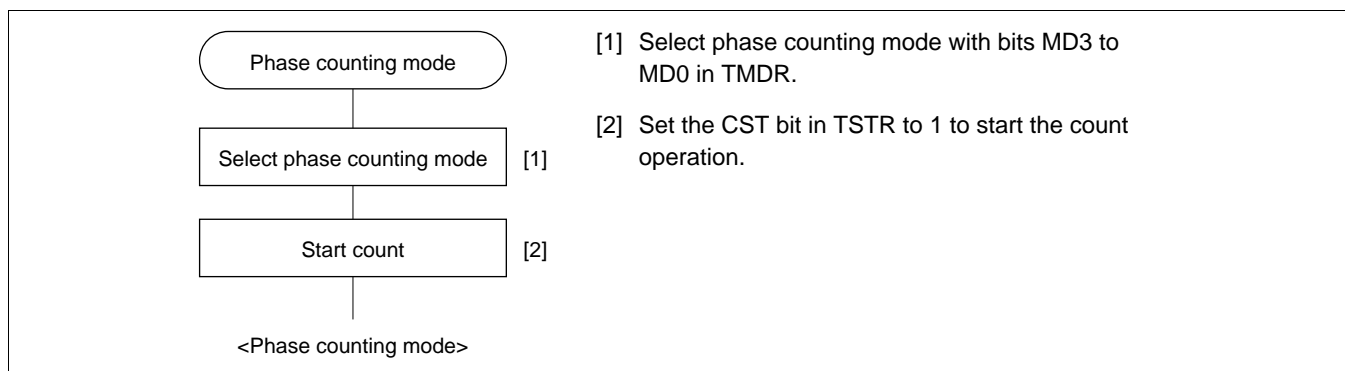 Phase counting mode
Select phase counting mode [1]
Start count [2]
<Phase counting mode>
[1] Select phase counting mode with bits MD3 to
MD0 in TMDR.
[2] Set the CST bit in TSTR to 1 to start the count
operation.